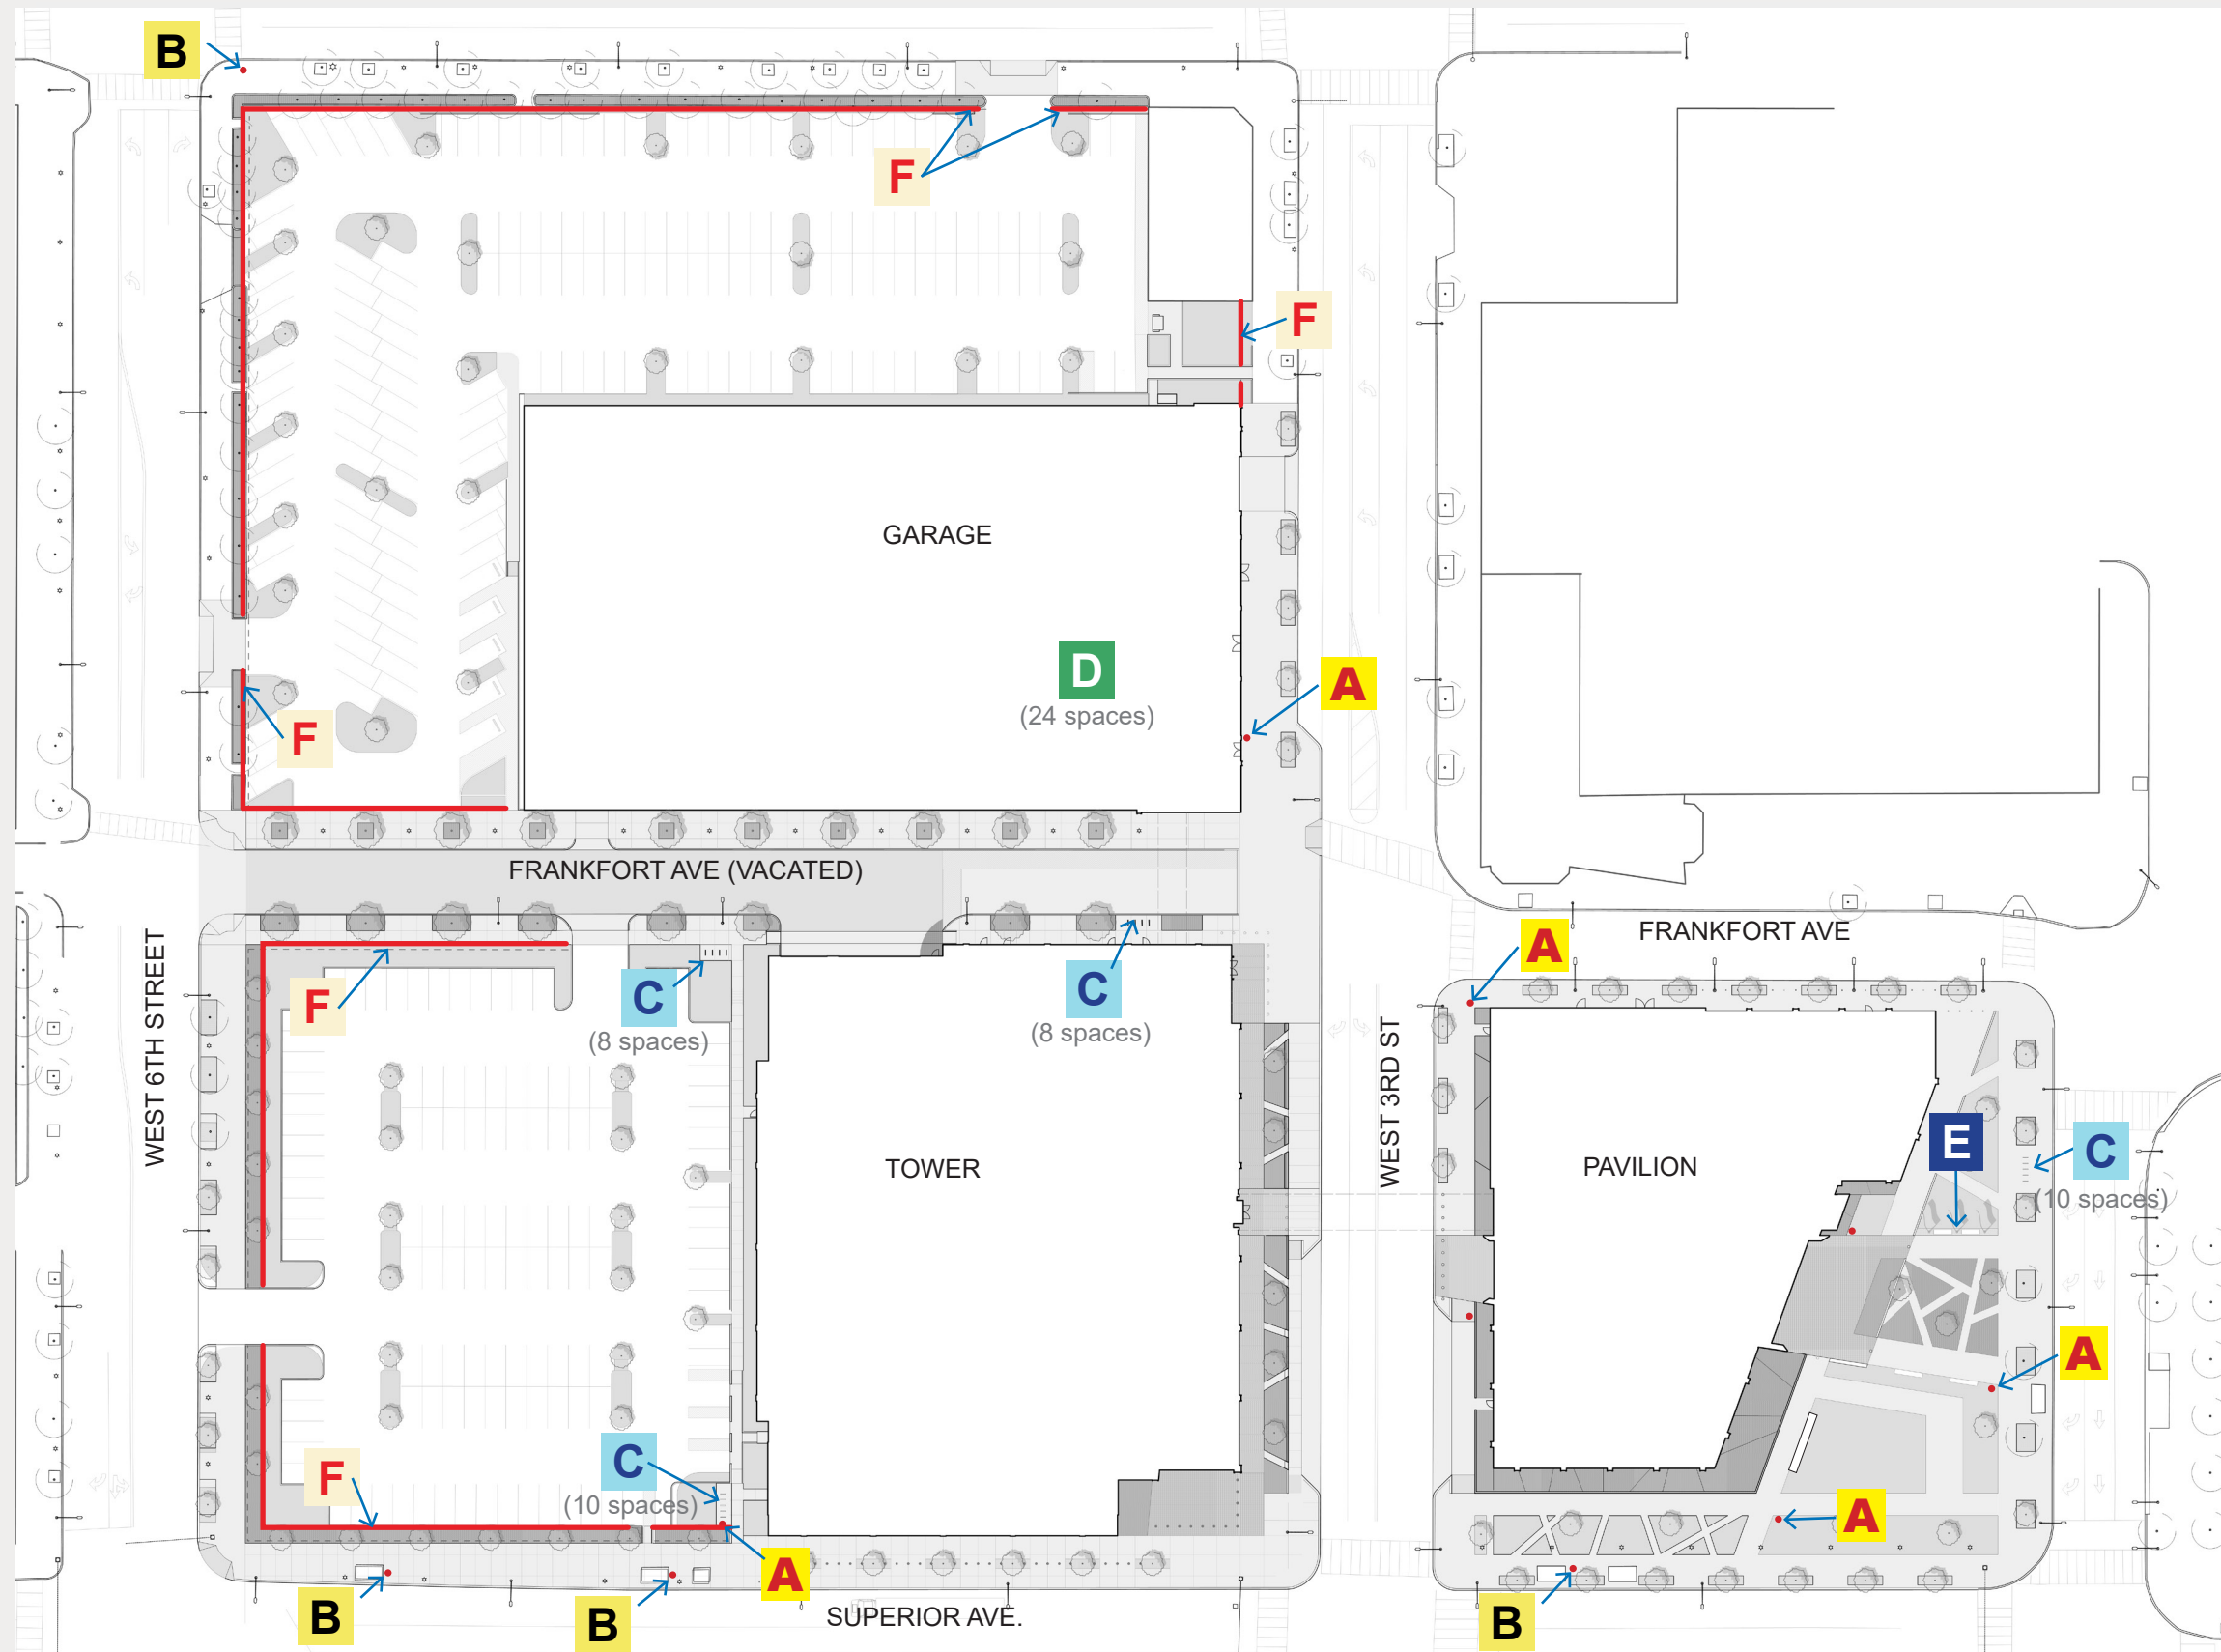 B
F
F
GARAGE
D
(24 spaces)
A
F
FRANKFORT AVE (VACATED)
FRANKFORT AVE
A
WEST 6TH STREET
F
C
(8 spaces)
C
(8 spaces)
WEST 3RD ST
TOWER
PAVILION
E
C
(10 spaces)
A
F
C
(10 spaces)
A
A
B
B
SUPERIOR AVE.
B